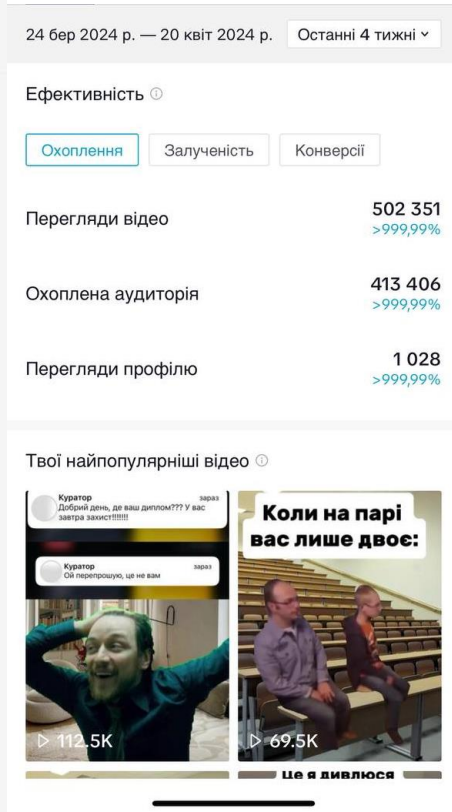 24 бер 2024 р. — 20 квіт 2024 р.
Останні 4 тижні
Ефективність
Охоплення
Залученість
Конверсії
Перегляди відео
502 351
>999,99%
Охоплена аудиторія
413 406
>999,99%
Перегляди профілю
1 028
>999,99%
Твої найпопулярніші відео
Куратор
зараз
Добрий день, де ваш диплом??? У вас
завтра захист!!!!!!!
Куратор
зараз
Ой перепрошую, це не вам
112.5K
Коли на парі
вас лише двоє:
69.5K
Це я дивлюся